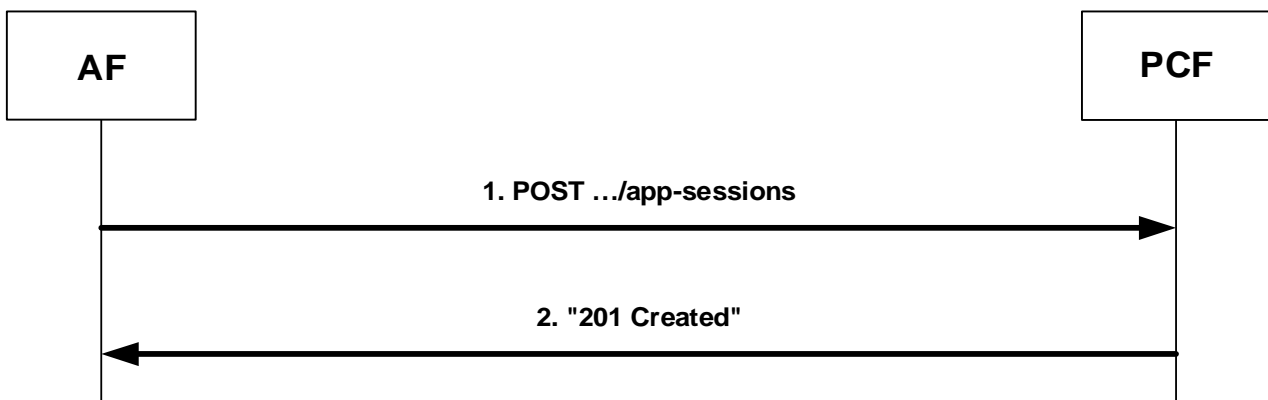 AF
PCF
1. POST …/app-sessions
2. "201 Created"